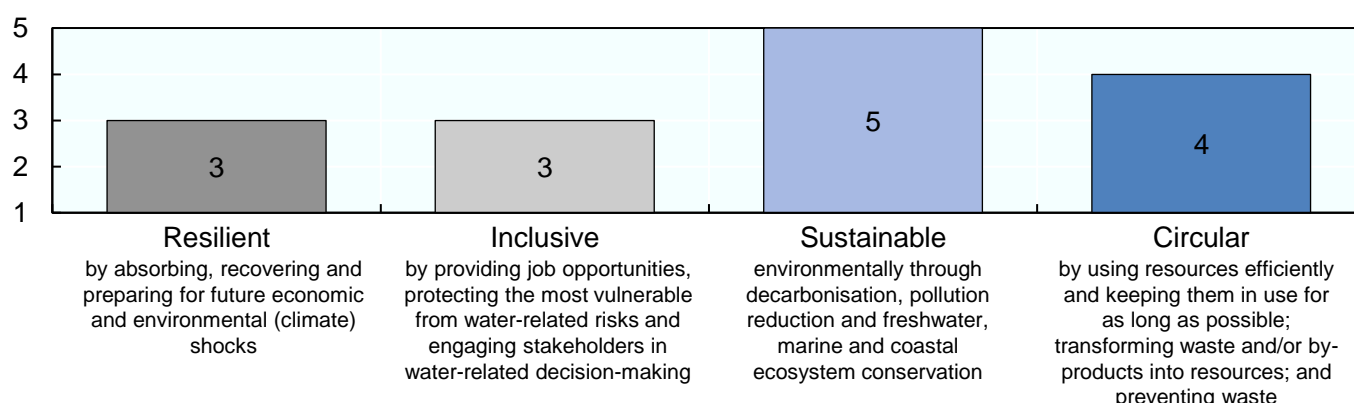 5
4
3
2
1
3
3
5
4
Resilient
by absorbing, recovering and
preparing for future economic
and environmental (climate)
shocks
Inclusive
by providing job opportunities,
protecting the most vulnerable
from water-related risks and
engaging stakeholders in
water-related decision-making
Sustainable
environmentally through
decarbonisation, pollution
reduction and freshwater,
marine and coastal
ecosystem conservation
Circular
by using resources efficiently
and keeping them in use for
as long as possible;
transforming waste and/or by-
products into resources; and
preventing waste